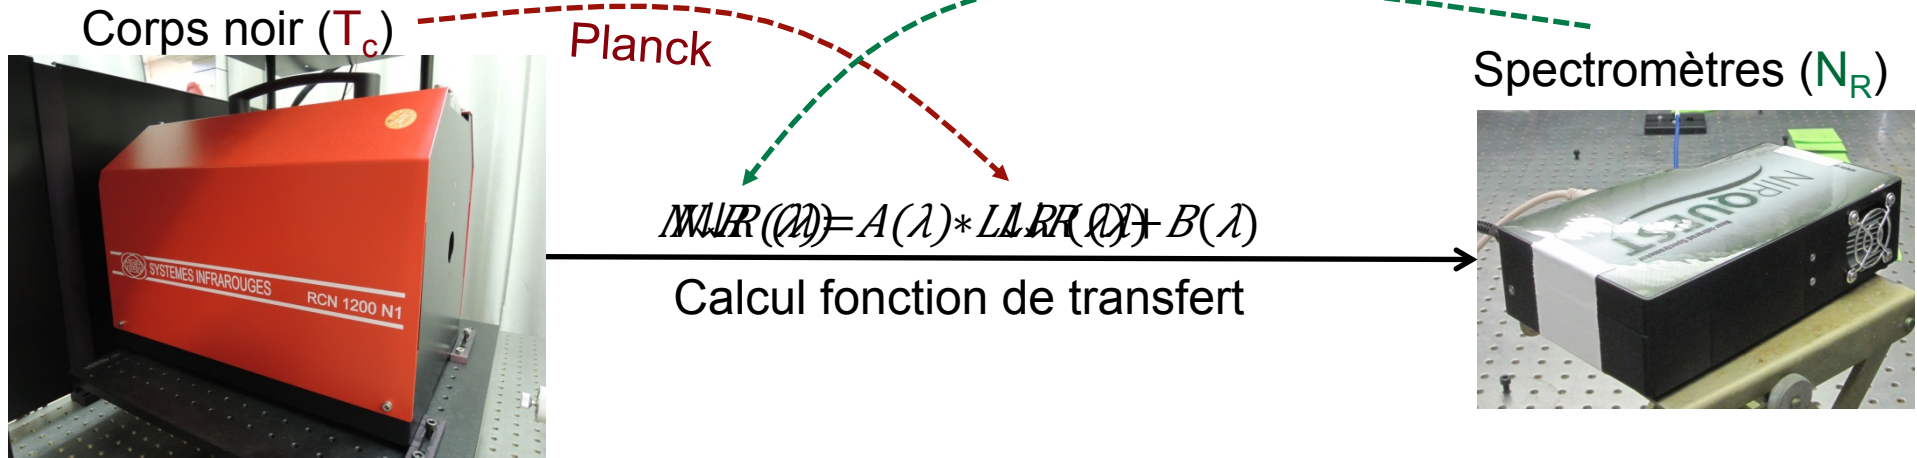 Corps noir (Tc)
Planck
Spectromètres (NR)
SYSTEMES INFRAROUGES
RCN 1200 N1
NIRQUEST
=A(λ)∗
+B(λ)
Calcul fonction de transfert